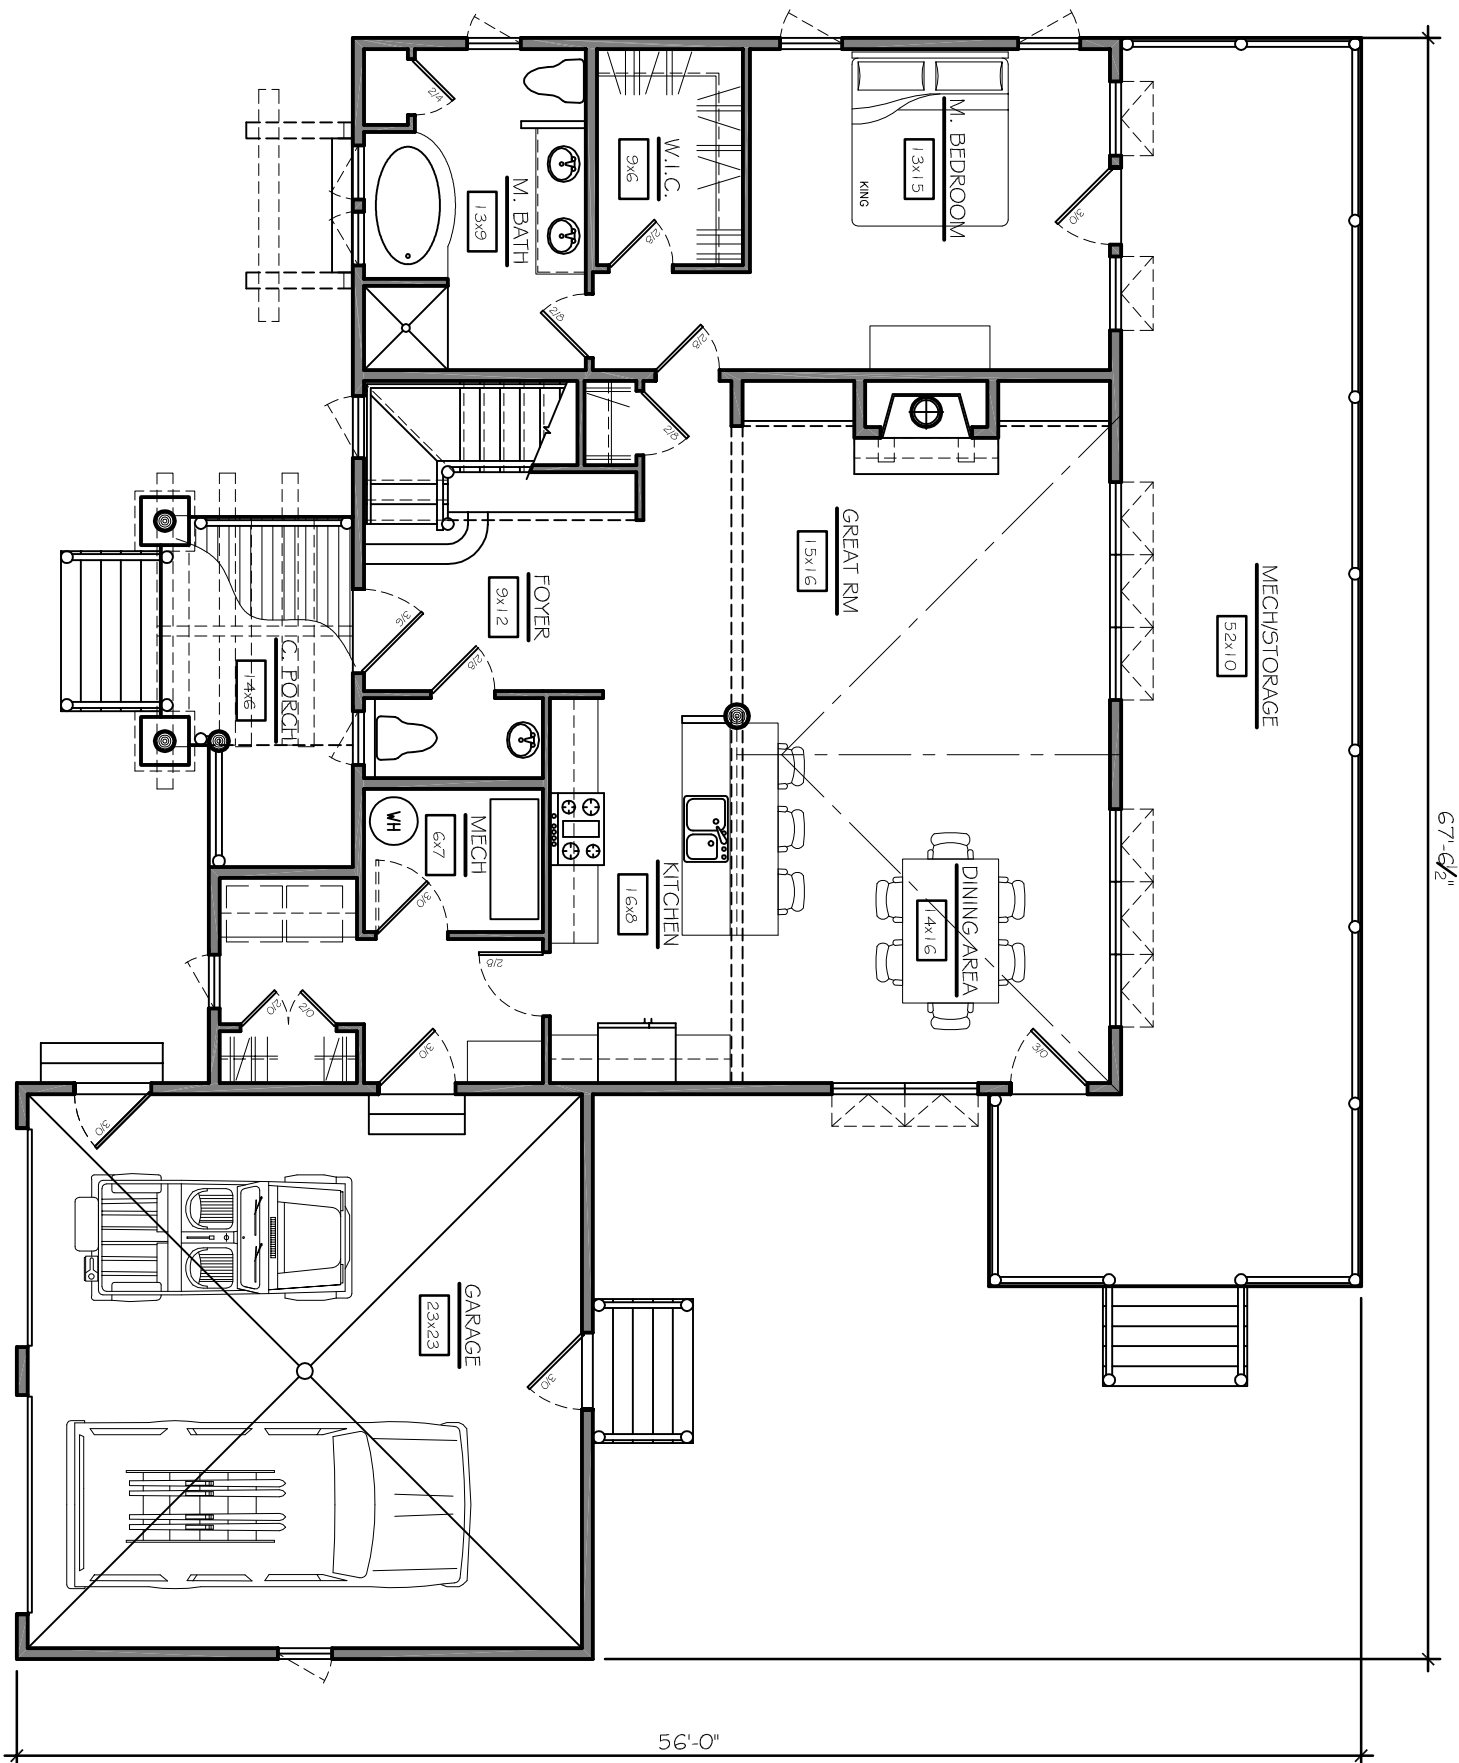 M. BEDROOM
13x15
KING
W.I.C.
9x6
M. BATH
13x9
MECH/STORAGE
52x10
GREAT RM
15x16
FOYER
9x12
C. PORCH
14x6
DINING AREA
14x16
KITCHEN
16x8
MECH
6x7
WH
GARAGE
23x23
67'-6 1/2"
56'-0"
2/4
2/8
2/8
2/8
2/8
3/0
3/6
2/8
3/0
2/8
2/0
2/0
3/0
3/0
3/0
3/0